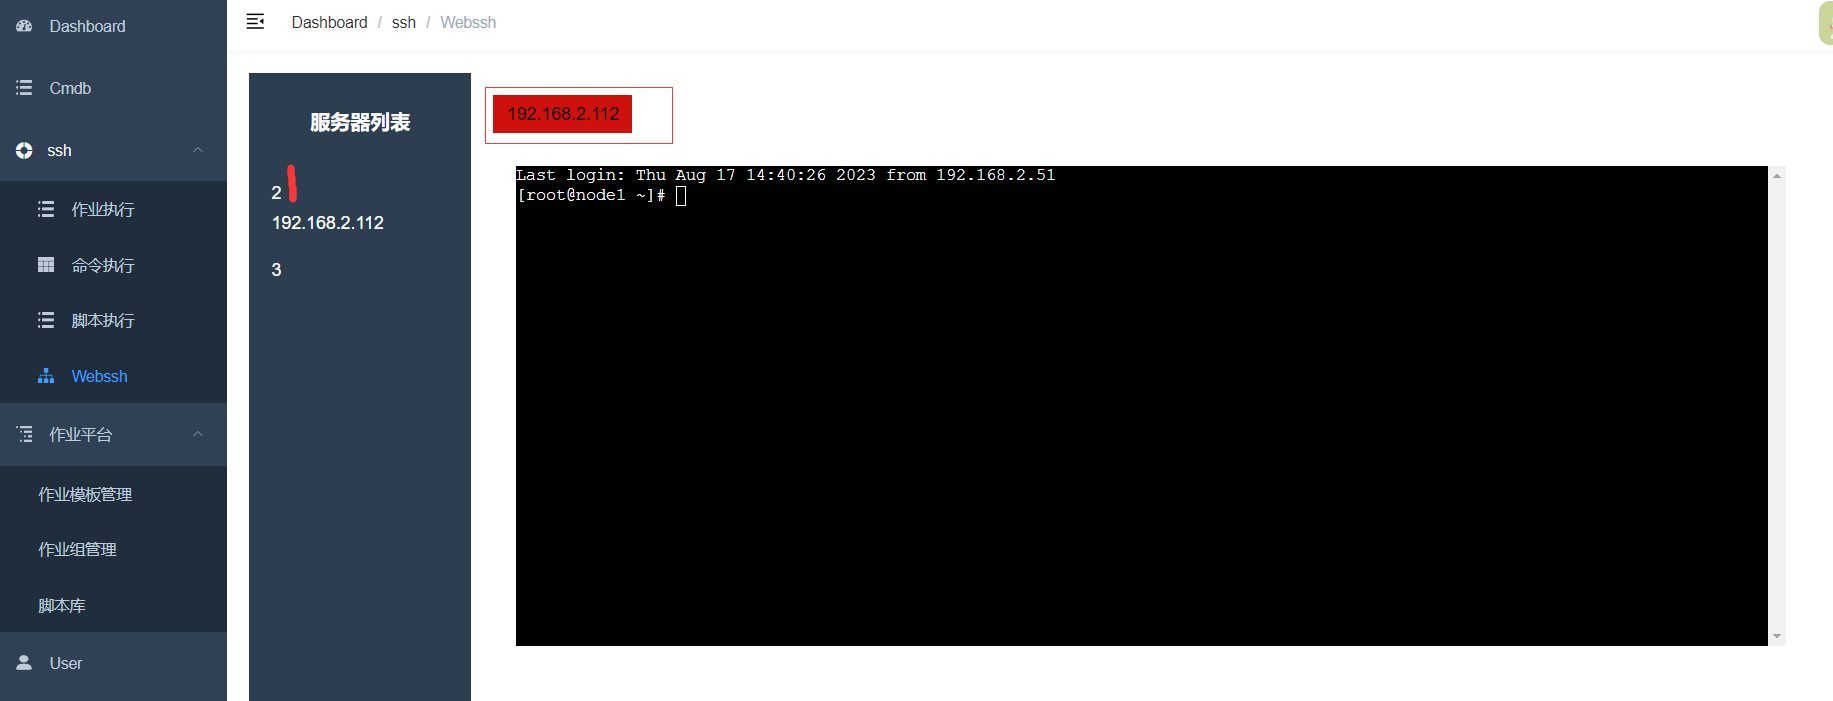 Dashboard
Cmdb
ssh
作业执行
命令执行
脚本执行
Webssh
作业平台
作业模板管理
作业组管理
脚本库
User
Dashboard / ssh / Webssh
服务器列表
2
192.168.2.112
3
192.168.2.112
Last login: Thu Aug 17 14:40:26 2023 from 192.168.2.51
[root@node1 ~]#